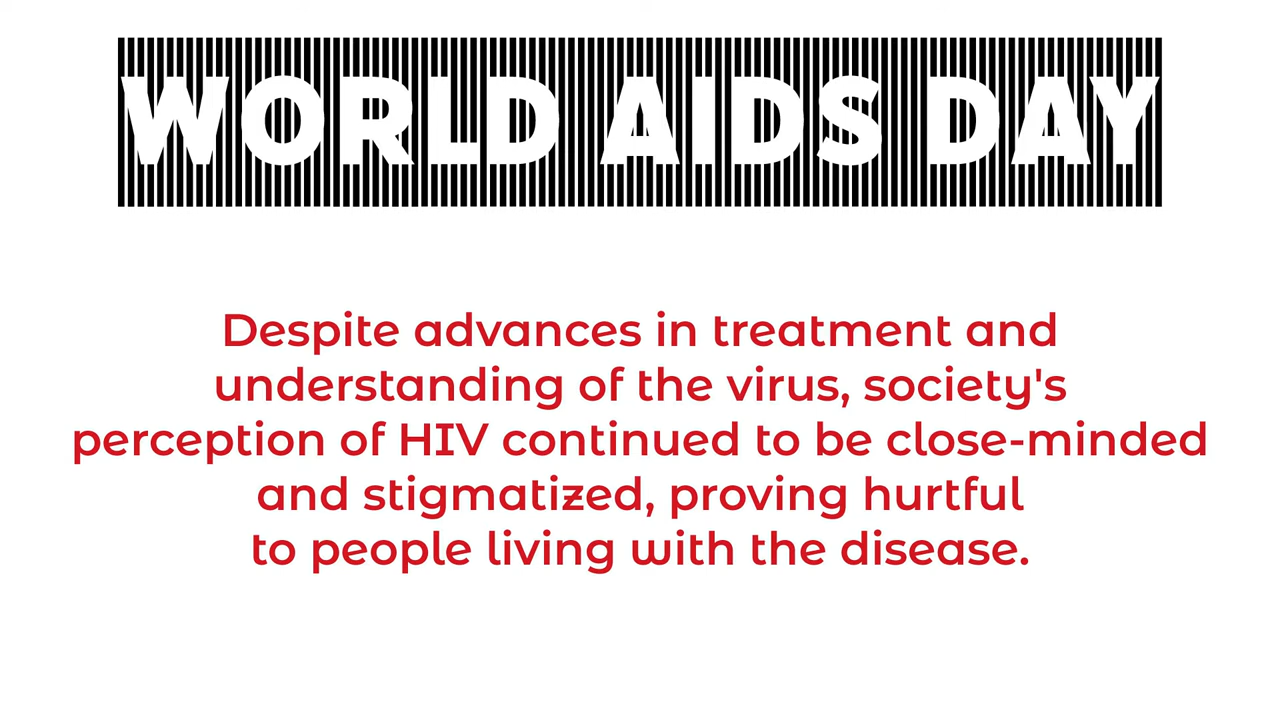 WORLD AIDS DAY
Despite advances in treatment and
understanding of the virus, society's
perception of HIV continued to be close-minded
and stigmatized, proving hurtful
to people living with the disease.